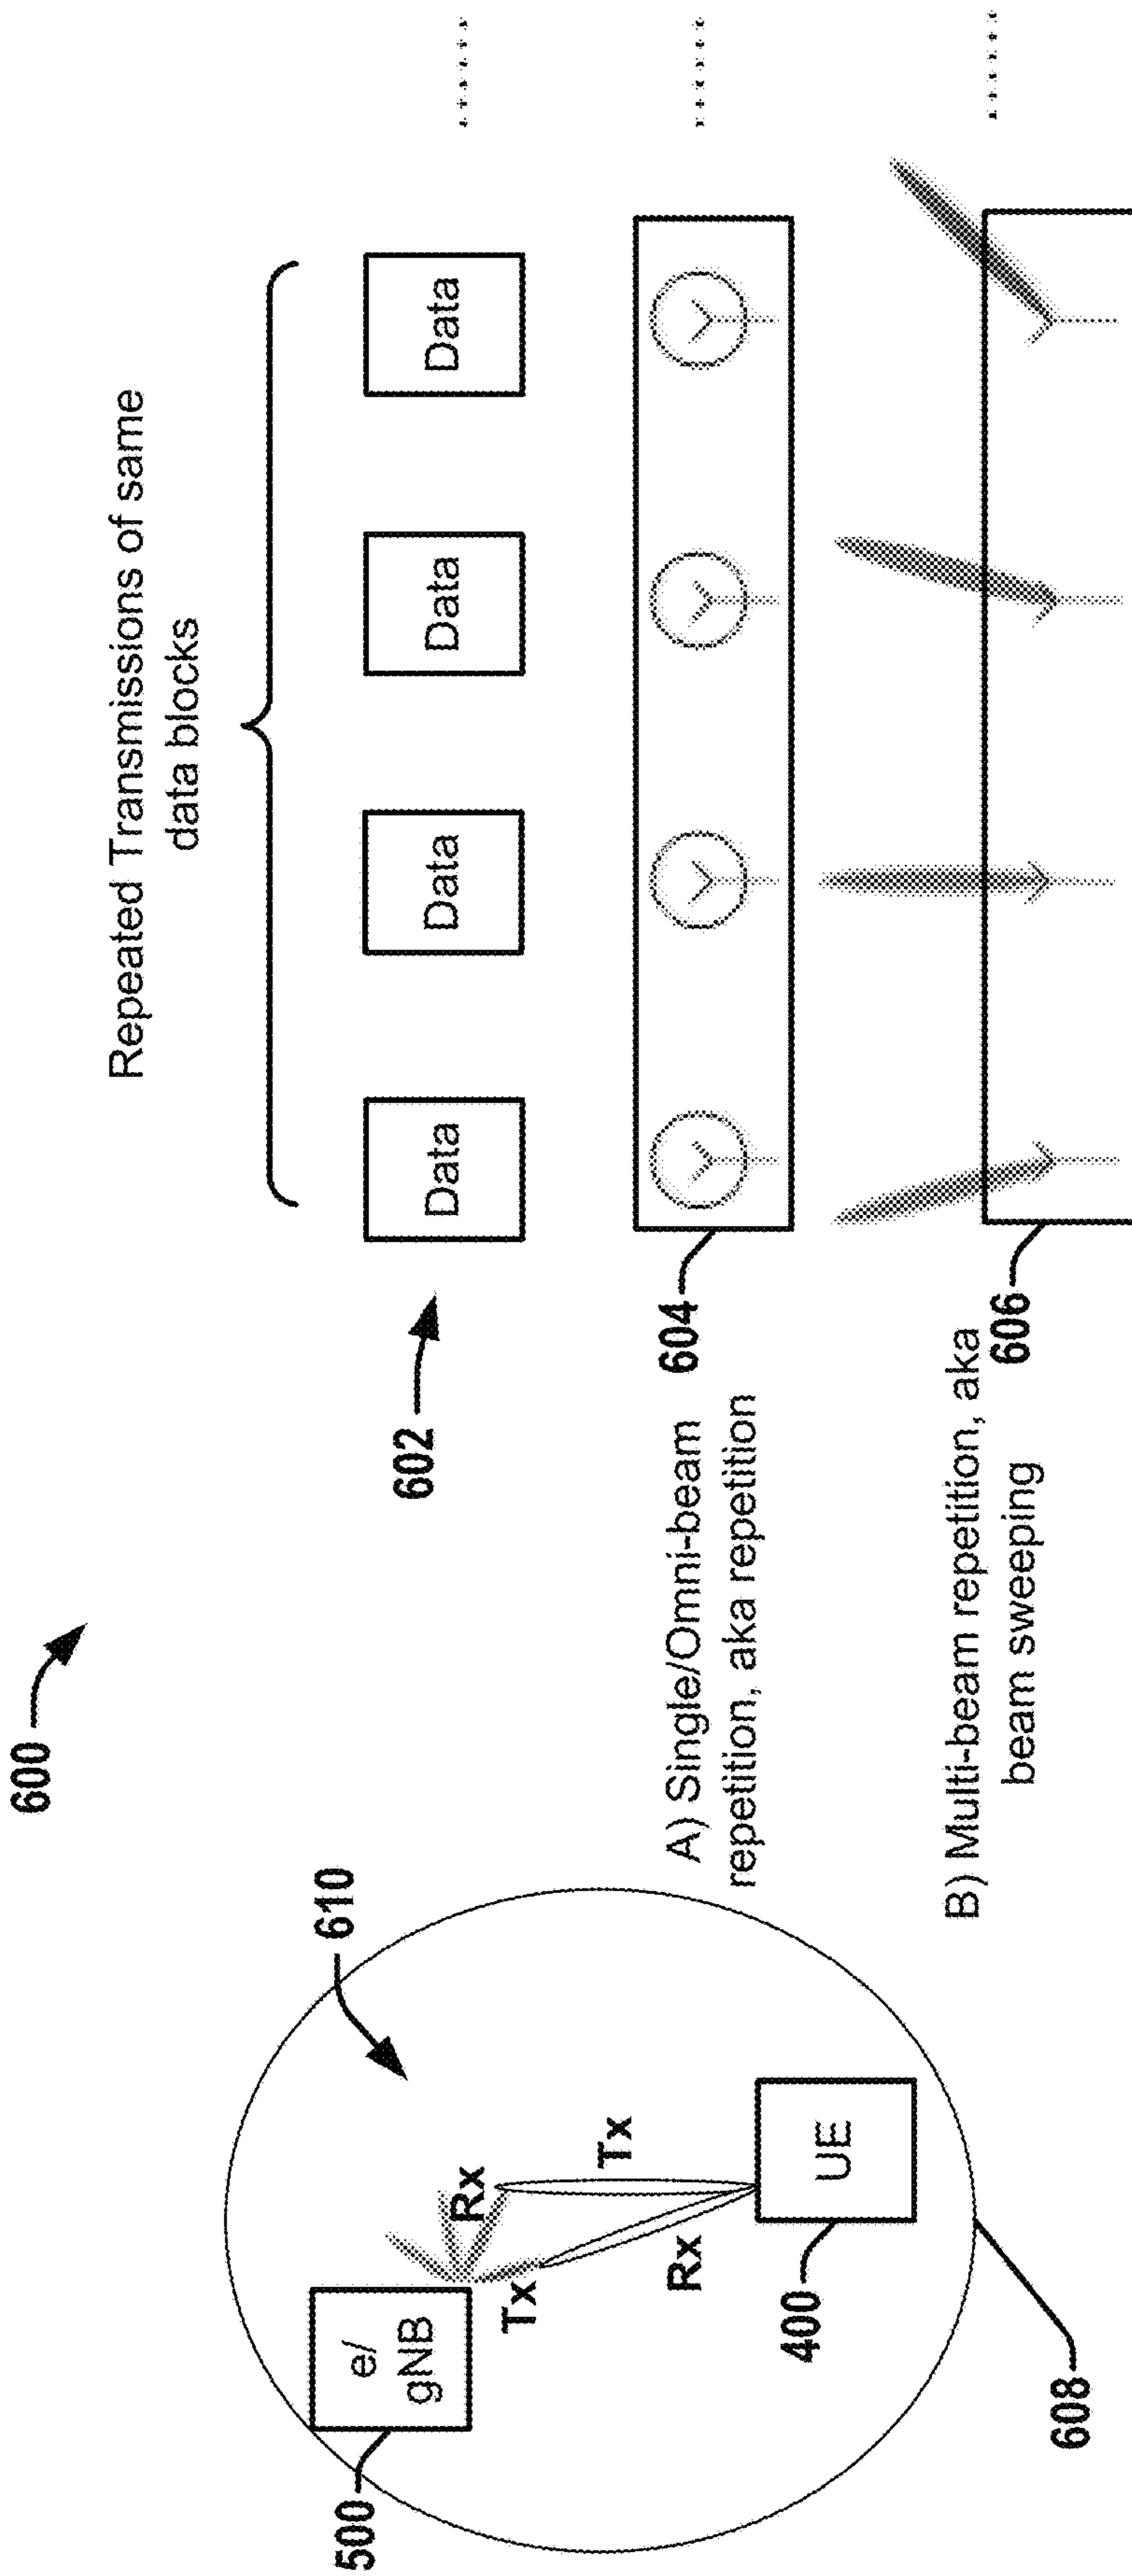 600
Repeated Transmissions of same
data blocks
602
Data
Data
Data
Data
604
A) Single/Omni-beam
repetition, aka repetition
606
B) Multi-beam repetition, aka
beam sweeping
610
500
e/
gNB
Tx
Rx
Rx
Tx
400
UE
608